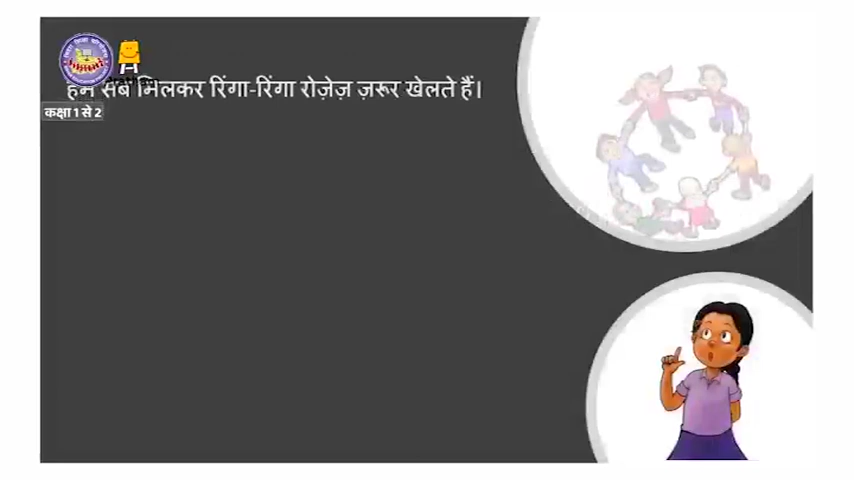 हम सब मिलकर रिंगा-रिंगा रोज़ेज़ ज़रूर खेलते हैं।
कक्षा 1 से 2